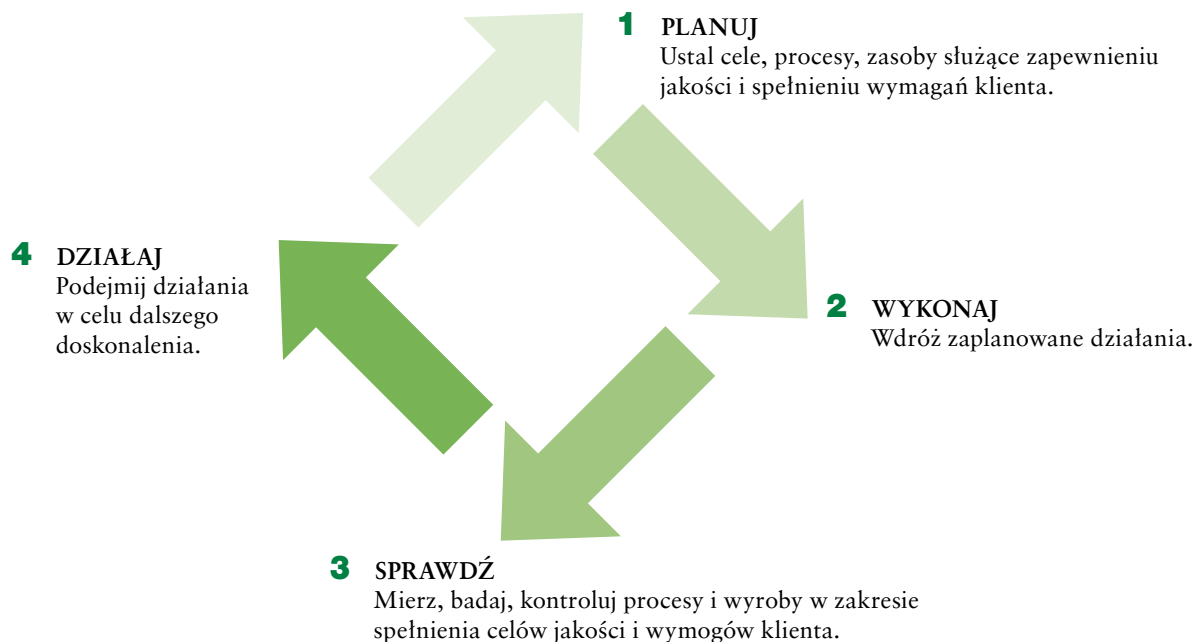 1 PLANUJ
Ustal cele, procesy, zasoby służące zapewnieniu
jakości i spełnieniu wymagań klienta.
2 WYKONAJ
Wdróż zaplanowane działania.
3 SPRAWDŹ
Mierz, badaj, kontroluj procesy i wyroby w zakresie
spełnienia celów jakości i wymogów klienta.
4 DZIAŁAJ
Podejmij działania
w celu dalszego
doskonalenia.